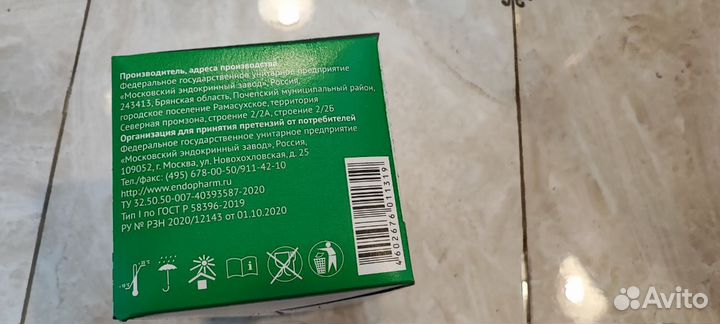 Производитель, адреса производства
Федеральное государственное унитарное предприятие
«Московский эндокринный завод», Россия,
243413, Брянская область, Почепский муниципальный район,
городское поселение Рамасухское, территория
Северная промзона, строение 2/2А, строение 2/2Б
Организация для принятия претензий от потребителей
Федеральное государственное унитарное предприятие
«Московский эндокринный завод», Россия,
109052, г. Москва, ул. Новохохловская, д. 25
Тел./факс: (495) 678-00-50/911-42-10
http://www.endopharm.ru
ТУ 32.50.50-007-40393587-2020
Тип I по ГОСТ Р 58396-2019
РУ № РЗН 2020/12143 от 01.10.2020
4602676011319
Avito